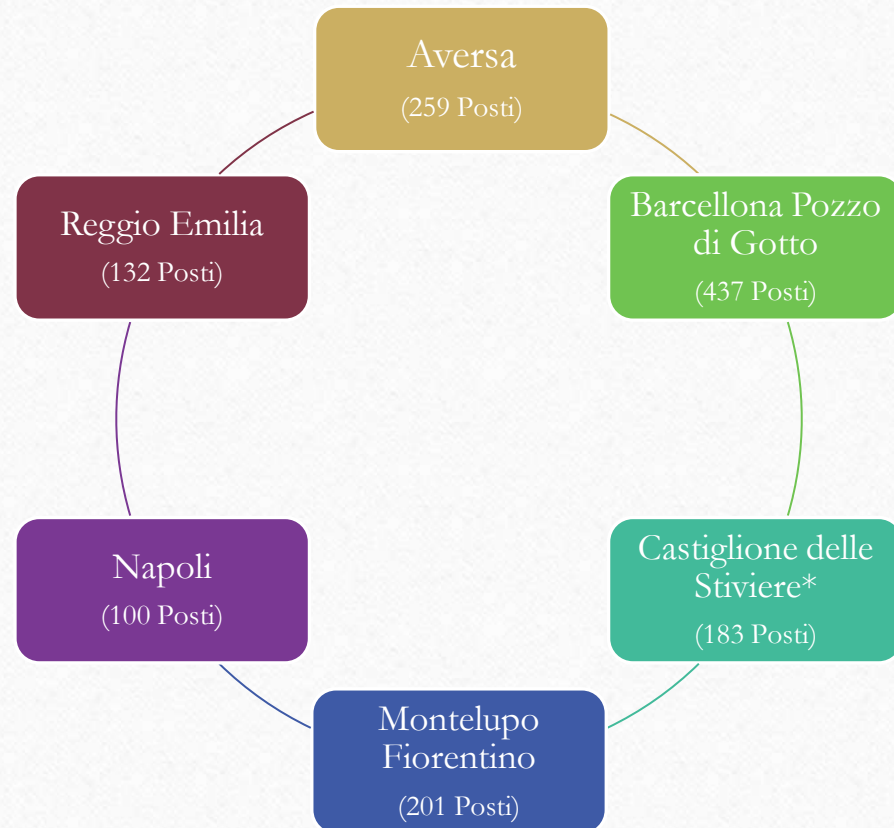 Aversa
(259 Posti)
Barcellona Pozzo
di Gotto
(437 Posti)
Castiglione delle
Stiviere*
(183 Posti)
Montelupo
Fiorentino
(201 Posti)
Napoli
(100 Posti)
Reggio Emilia
(132 Posti)